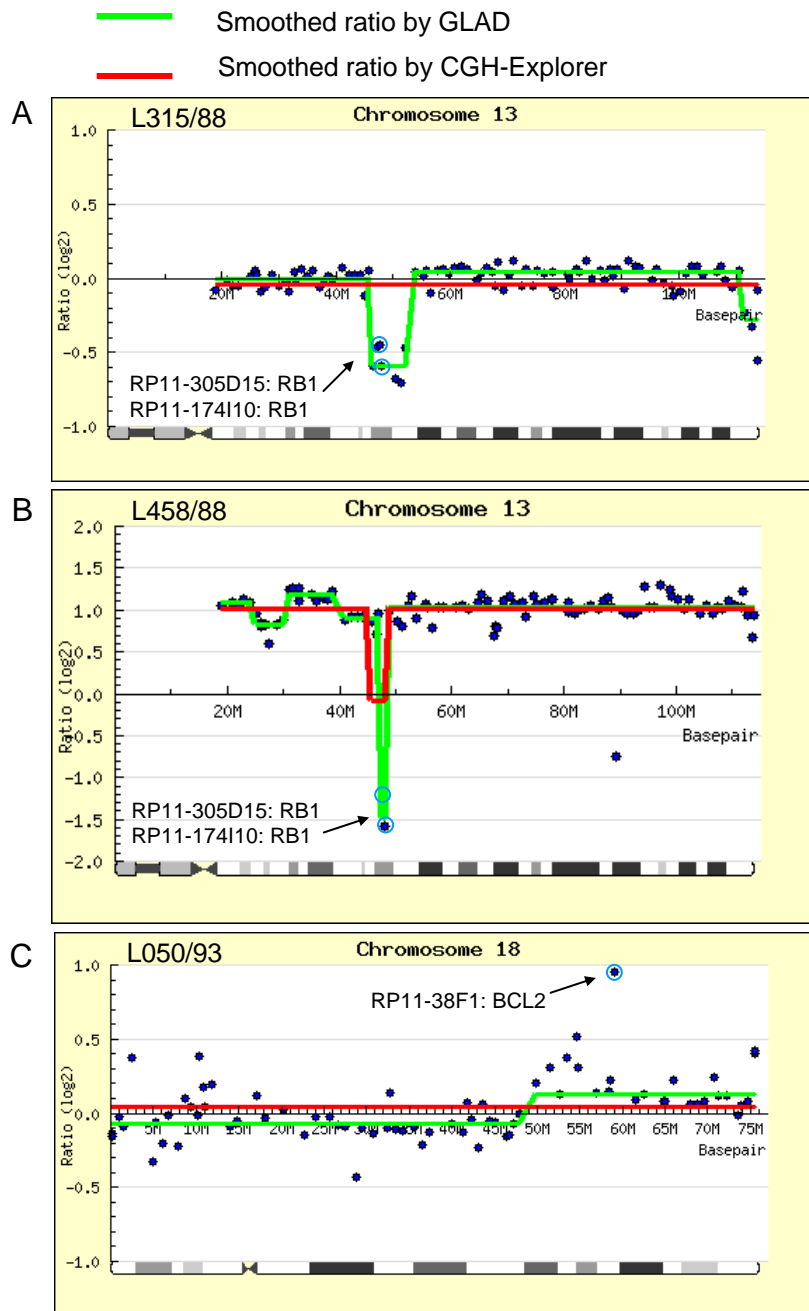 Smoothed ratio by GLAD
Smoothed ratio by CGH-Explorer
A
L315/88
Chromosome 13
1.0
0.5
0.0
-0.5
-1.0
Ratio (log2)
20M 40M 60M 80M 100M
Basepair
RP11-305D15: RB1
RP11-174I10: RB1
B
L458/88
Chromosome 13
2.0
1.5
1.0
0.5
0.0
-0.5
-1.0
-1.5
-2.0
Ratio (log2)
20M 40M 60M 80M 100M
Basepair
RP11-305D15: RB1
RP11-174I10: RB1
C
L050/93
Chromosome 18
1.0
0.5
0.0
-0.5
-1.0
Ratio (log2)
RP11-38F1: BCL2
5M 10M 15M 20M 25M 30M 35M 40M 45M 50M 55M 60M 65M 70M 75M
Basepair